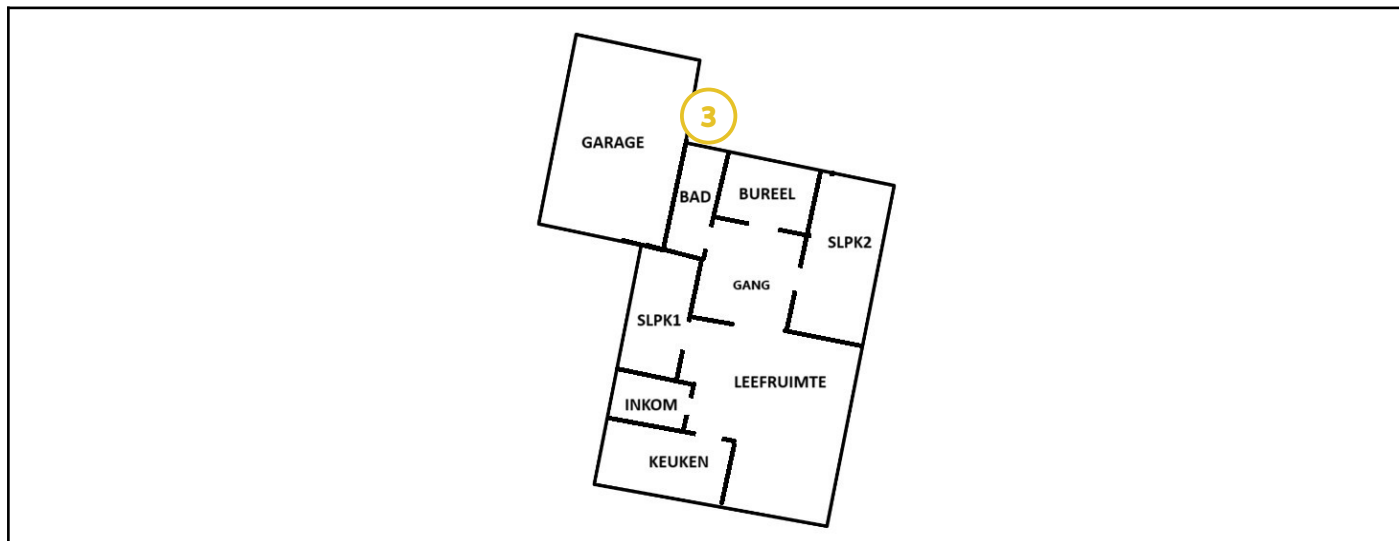 3
GARAGE
BAD
BUREEL
SLPK2
GANG
SLPK1
LEEFRUIMTE
INKOM
KEUKEN